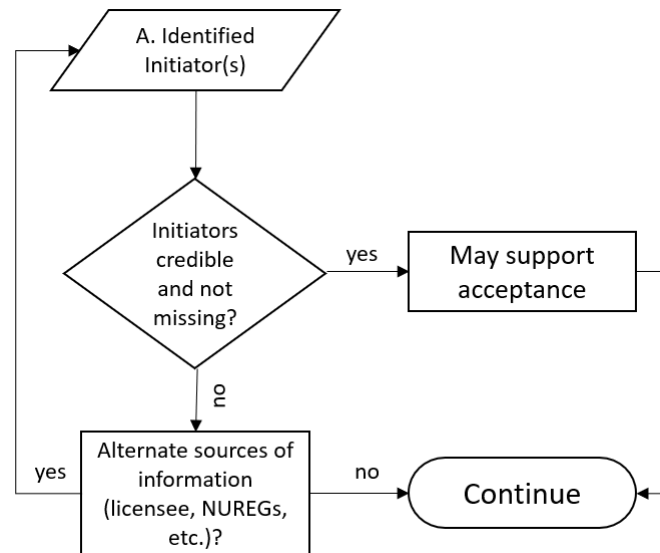 A. Identified
Initiator(s)
Initiators
credible
and not
missing?
yes
May support
acceptance
no
Alternate sources of
information
(licensee, NUREGs,
etc.)?
yes
no
Continue